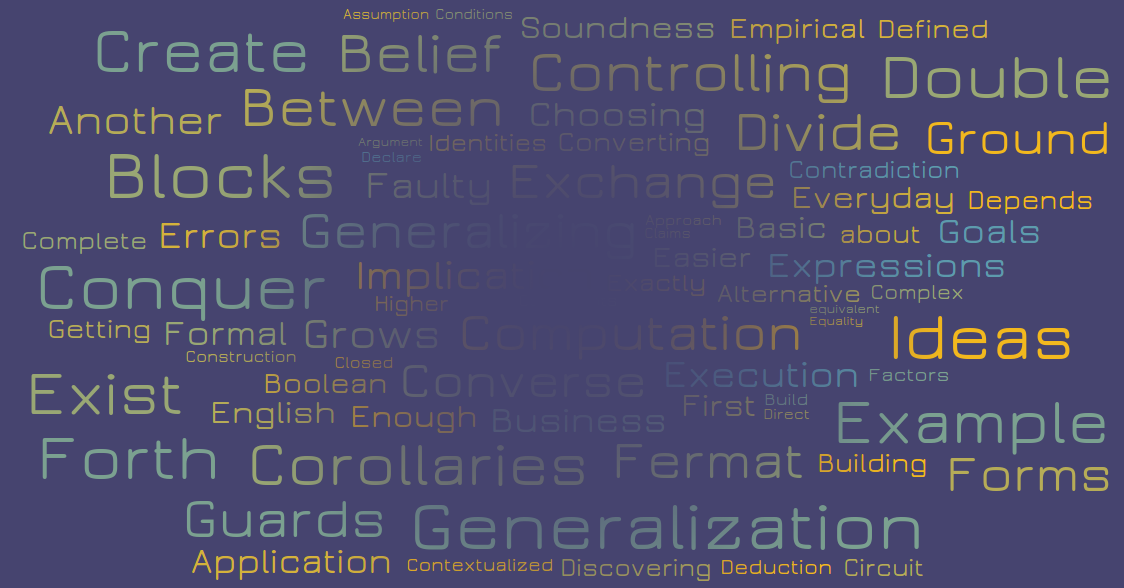 Assumption Conditions
Soundness Empirical Defined
Create Belief Controlling Double
Another Between Choosing Divide Ground
Argument Identities Converting
Declare Contradiction
Blocks Faulty Exchange Everyday Depends
Complete Errors Generalizing Approach Basic about Goals
Claims
Easier Expressions
Conquer Implicat Exactly Alternative Complex
Higher equivalent
Getting Formal Grows Computation Equality Ideas
Construction Closed
Exist Boolean Converse Execution Factors
English Enough Business First Build Example
Direct
Forth Corollaries Fermat Building Forms
Guards Generalization
Application Contextualized Discovering Deduction Circuit